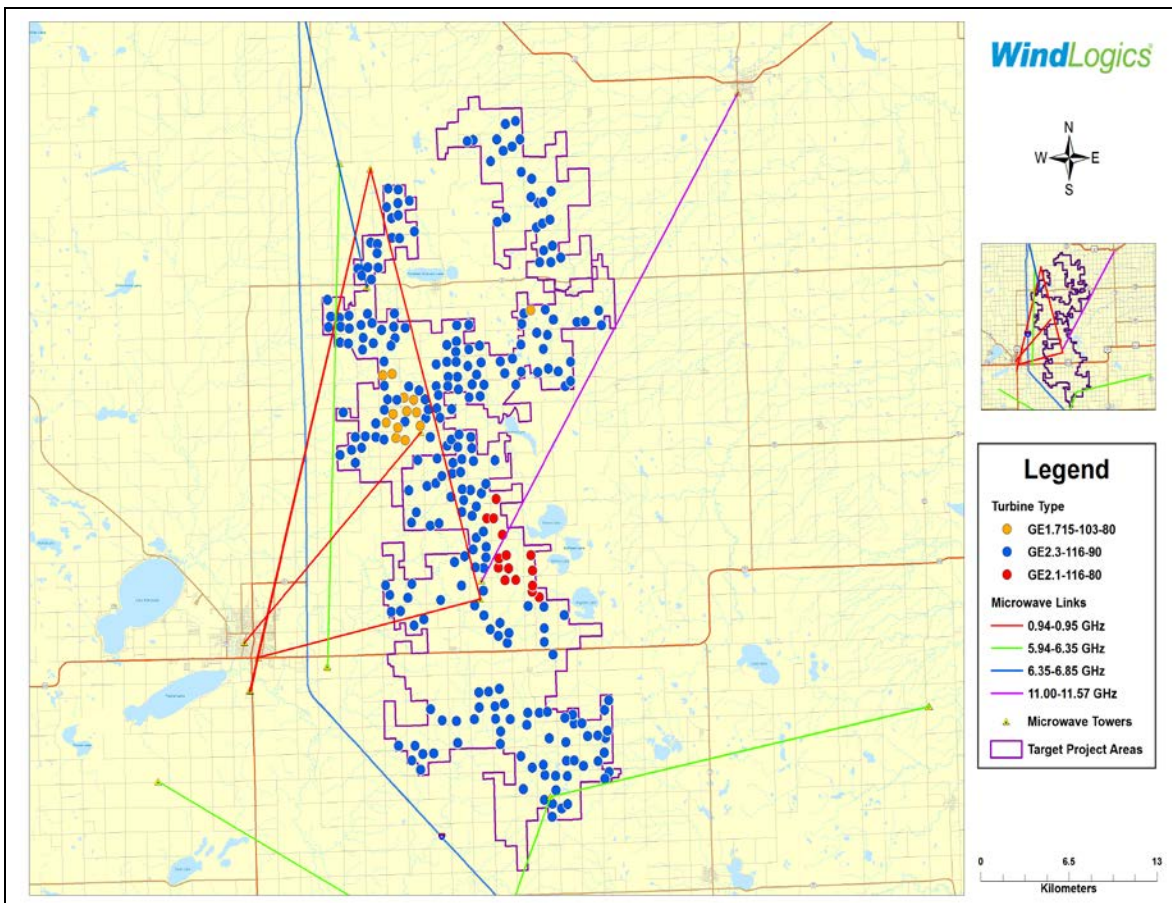 WindLogics
N
W E
S
Legend
Turbine Type
GE1.715-103-80
GE2.3-116-90
GE2.1-116-80
Microwave Links
0.94-0.95 GHz
5.94-6.35 GHz
6.35-6.85 GHz
11.00-11.57 GHz
Microwave Towers
Target Project Areas
0 6.5 13
Kilometers